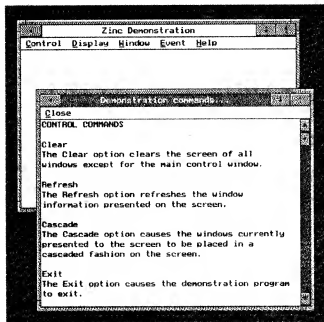 Zinc Demonstration
Control Display Window Event Help
Demonstration commands...
Close
CONTROL COMMANDS
Clear
The Clear option clears the screen of all
windows except for the main control window.
Refresh
The Refresh option refreshes the window
information presented on the screen.
Cascade
The Cascade option causes the windows currently
presented to the screen to be placed in a
cascaded fashion on the screen.
Exit
The Exit option causes the demonstration program
to exit.